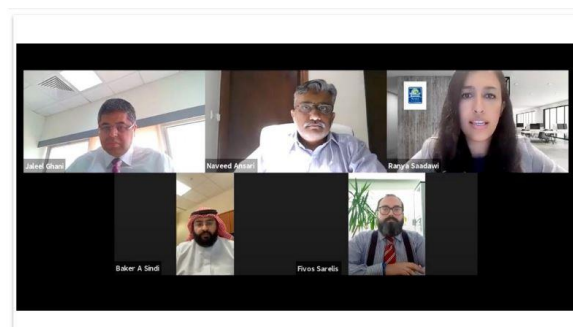 Jaleel Ghani
Naveed Ansari
Ranya Saadawi
Baker A Sindi
Fivos Sarelis